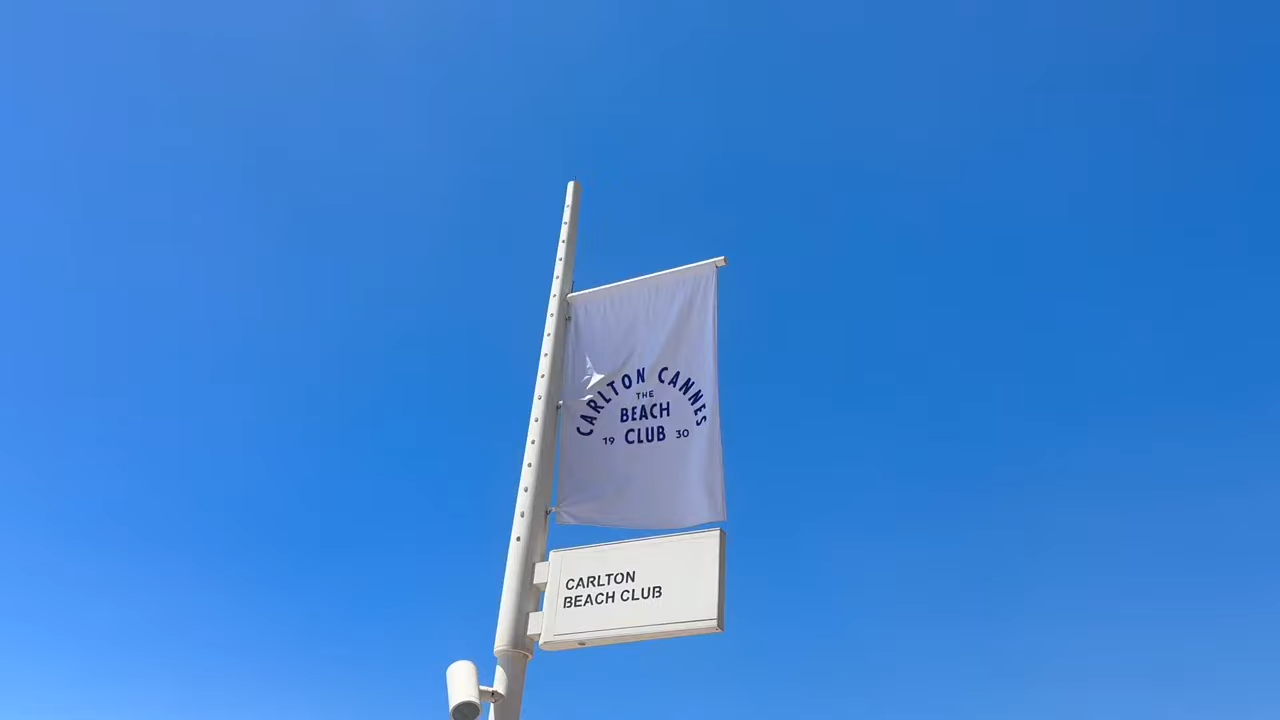 CARLTON CANNES
THE
BEACH
19 CLUB 30
CARLTON
BEACH CLUB